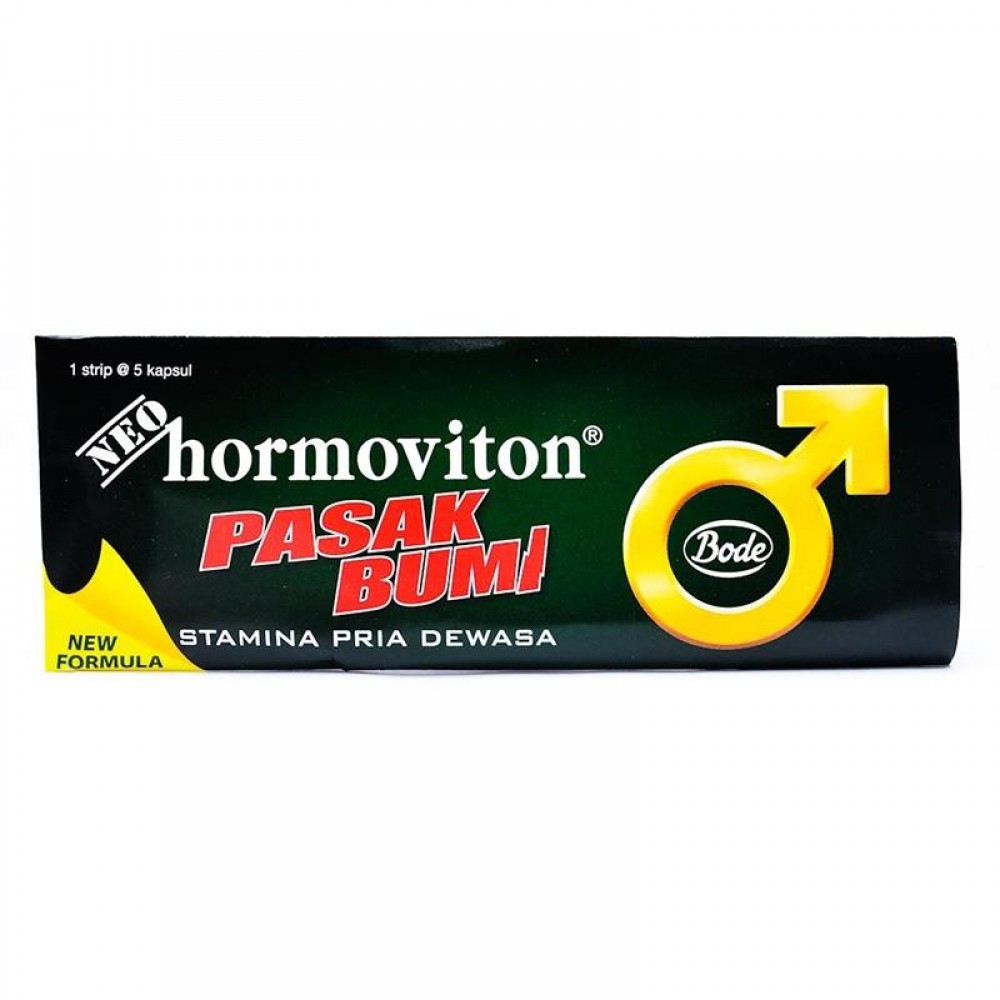 1 strip @ 5 kapsul
NEO
hormoviton®
PASAK
BUMI
STAMINA PRIA DEWASA
NEW
FORMULA
Bode